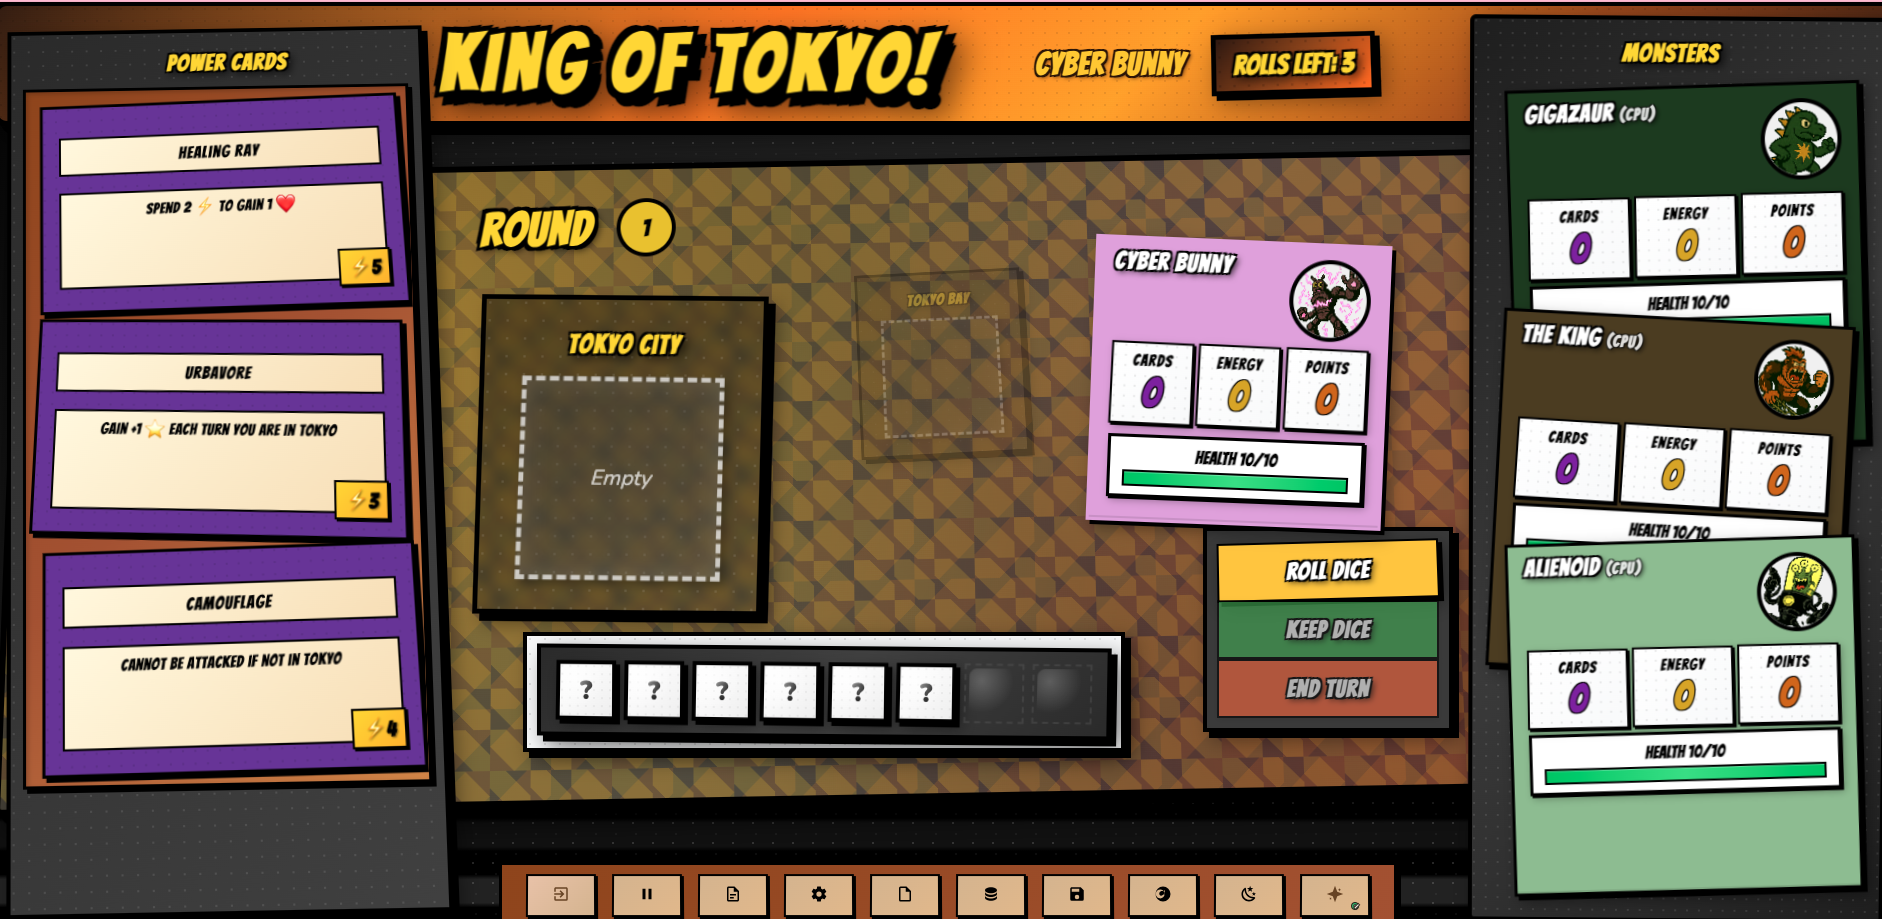 POWER CARDS
HEALING RAY
SPEND 2 ⚡ TO GAIN 1 ❤️
⚡5
URBAVORE
GAIN +1 ⭐ EACH TURN YOU ARE IN TOKYO
⚡3
CAMOUFLAGE
CANNOT BE ATTACKED IF NOT IN TOKYO
⚡4
KING OF TOKYO!
CYBER BUNNY
ROLLS LEFT: 3
ROUND 1
TOKYO CITY
Empty
TOKYO BAY
CYBER BUNNY
CARDS ENERGY POINTS
0 0 0
HEALTH 10/10
ROLL DICE
KEEP DICE
END TURN
? ? ? ? ? ?
MONSTERS
GIGAZAUR (CPU)
CARDS ENERGY POINTS
0 0 0
HEALTH 10/10
THE KING (CPU)
CARDS ENERGY POINTS
0 0 0
HEALTH 10/10
ALIENOID (CPU)
CARDS ENERGY POINTS
0 0 0
HEALTH 10/10